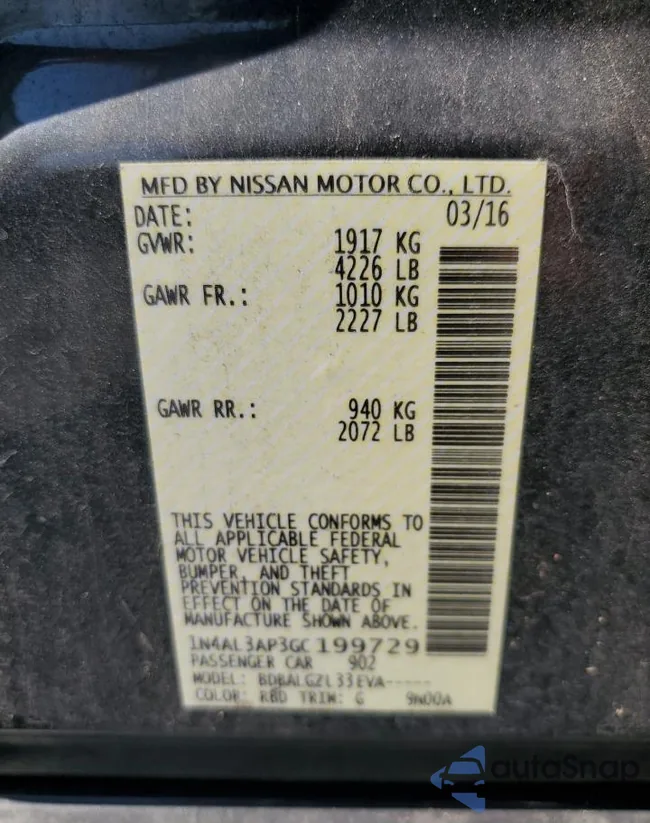 MFD BY NISSAN MOTOR CO., LTD.
DATE: 03/16
GVWR: 1917 KG
4226 LB
GAWR FR.: 1010 KG
2227 LB
GAWR RR.: 940 KG
2072 LB
THIS VEHICLE CONFORMS TO
ALL APPLICABLE FEDERAL
MOTOR VEHICLE SAFETY,
BUMPER, AND THEFT
PREVENTION STANDARDS IN
EFFECT ON THE DATE OF
MANUFACTURE SHOWN ABOVE.
1N4AL3AP3GC199729
PASSENGER CAR 902
MODEL: BDBALGZL33EVA-----
COLOR: RBD TRIM: G 9N00A
autoSnap